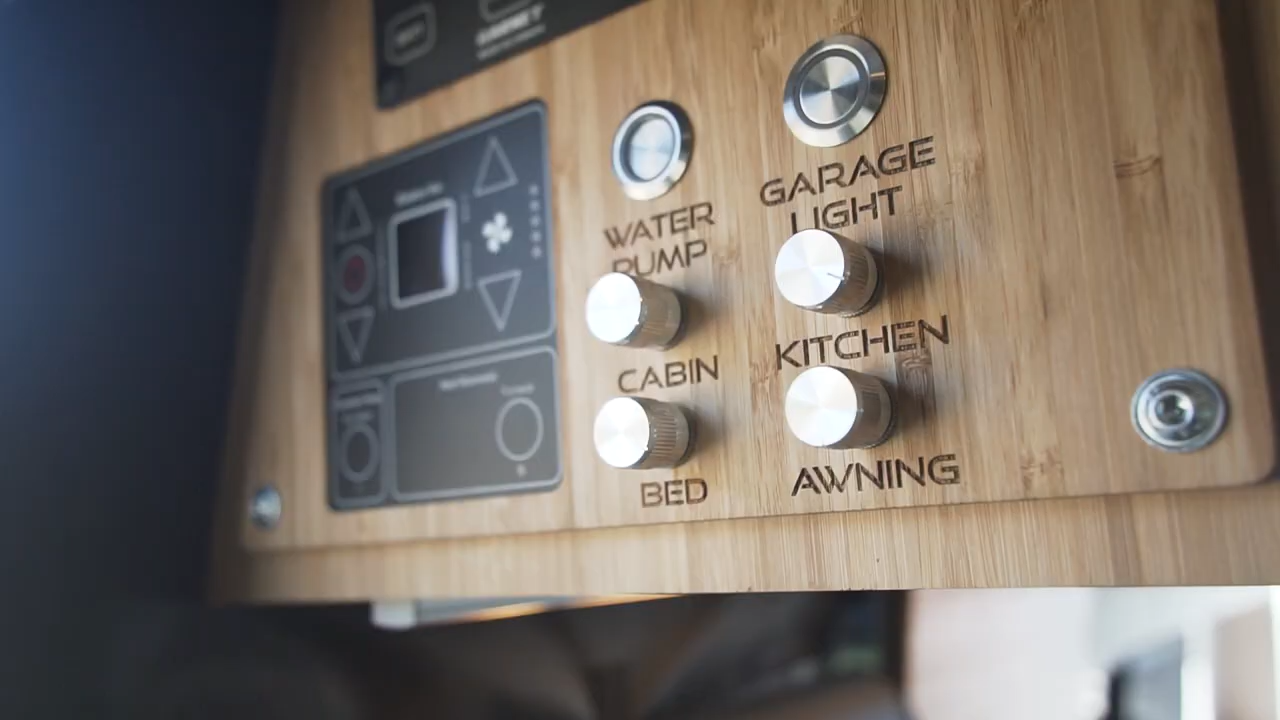 WATER
PUMP
GARAGE
LIGHT
CABIN
KITCHEN
BED
AWNING